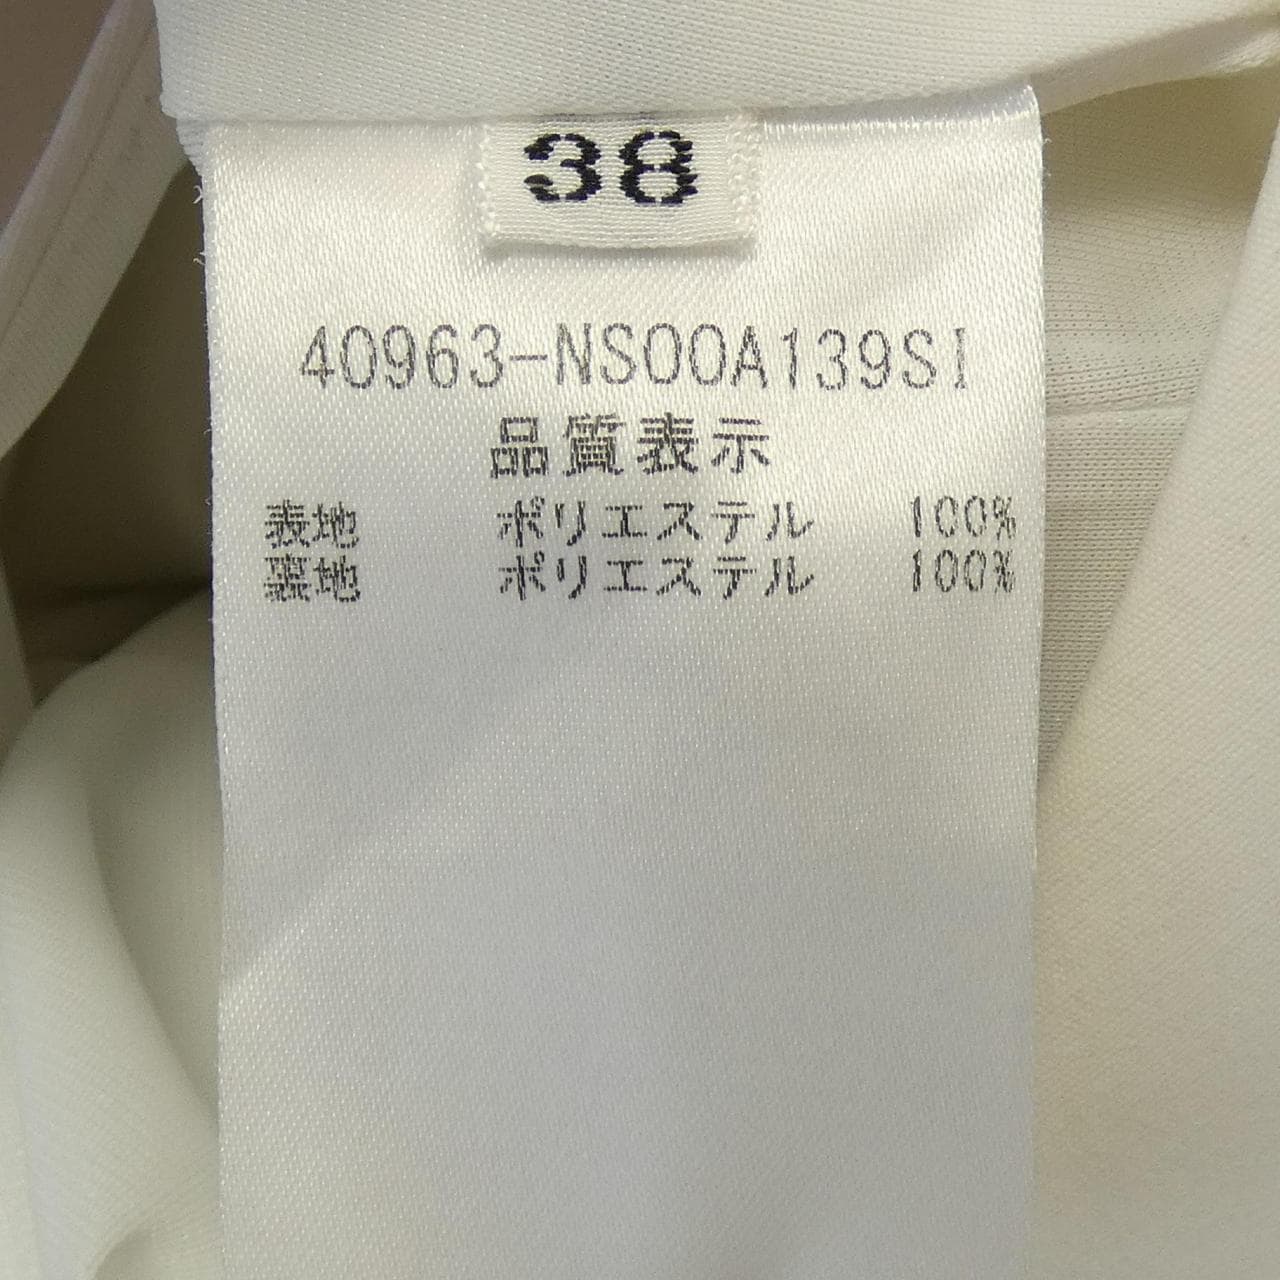 38
40963-NS00A139SI
品質表示
表地 ポリエステル 100%
裏地 ポリエステル 100%